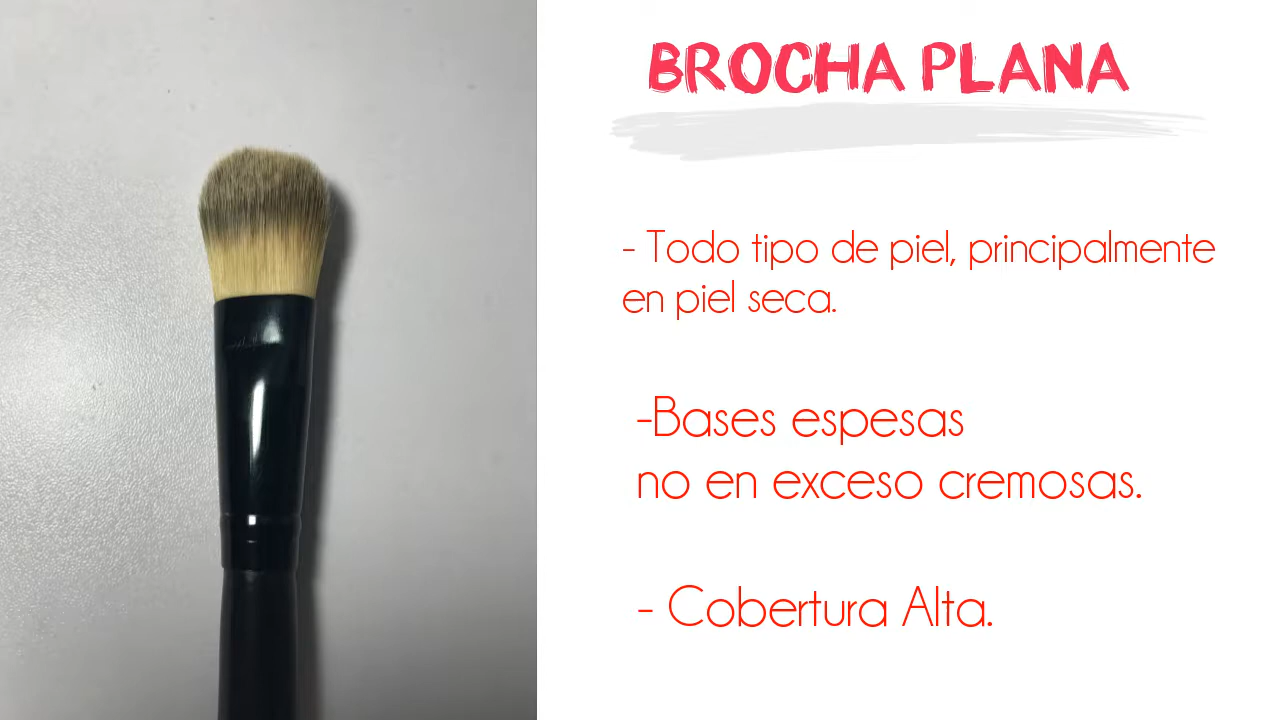 BROCHA PLANA
- Todo tipo de piel, principalmente
en piel seca.
-Bases espesas
no en exceso cremosas.
- Cobertura Alta.